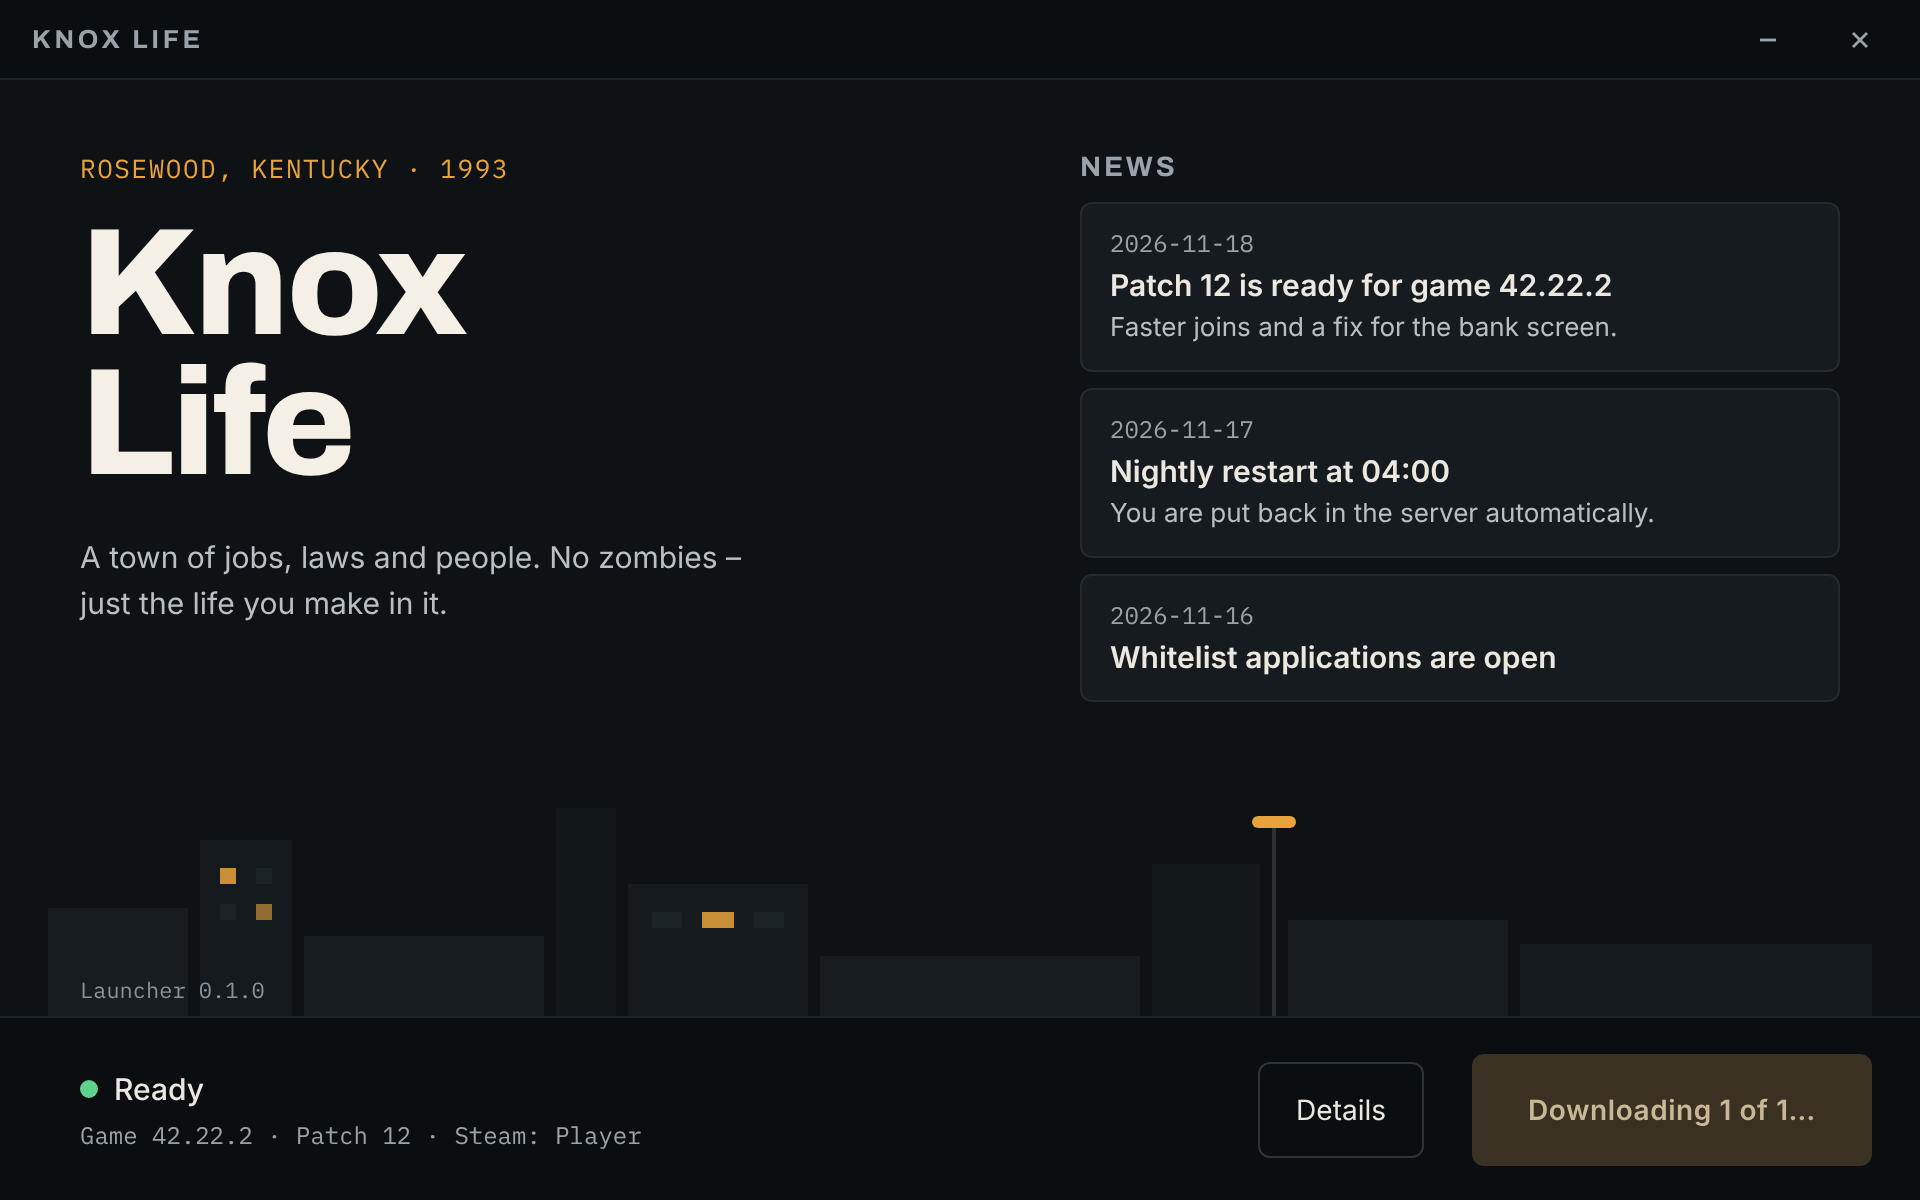 KNOX LIFE
ROSEWOOD, KENTUCKY · 1993
Knox
Life
A town of jobs, laws and people. No zombies –
just the life you make in it.
NEWS
2026-11-18
Patch 12 is ready for game 42.22.2
Faster joins and a fix for the bank screen.
2026-11-17
Nightly restart at 04:00
You are put back in the server automatically.
2026-11-16
Whitelist applications are open
Launcher 0.1.0
Ready
Game 42.22.2 · Patch 12 · Steam: Player
Details
Downloading 1 of 1...